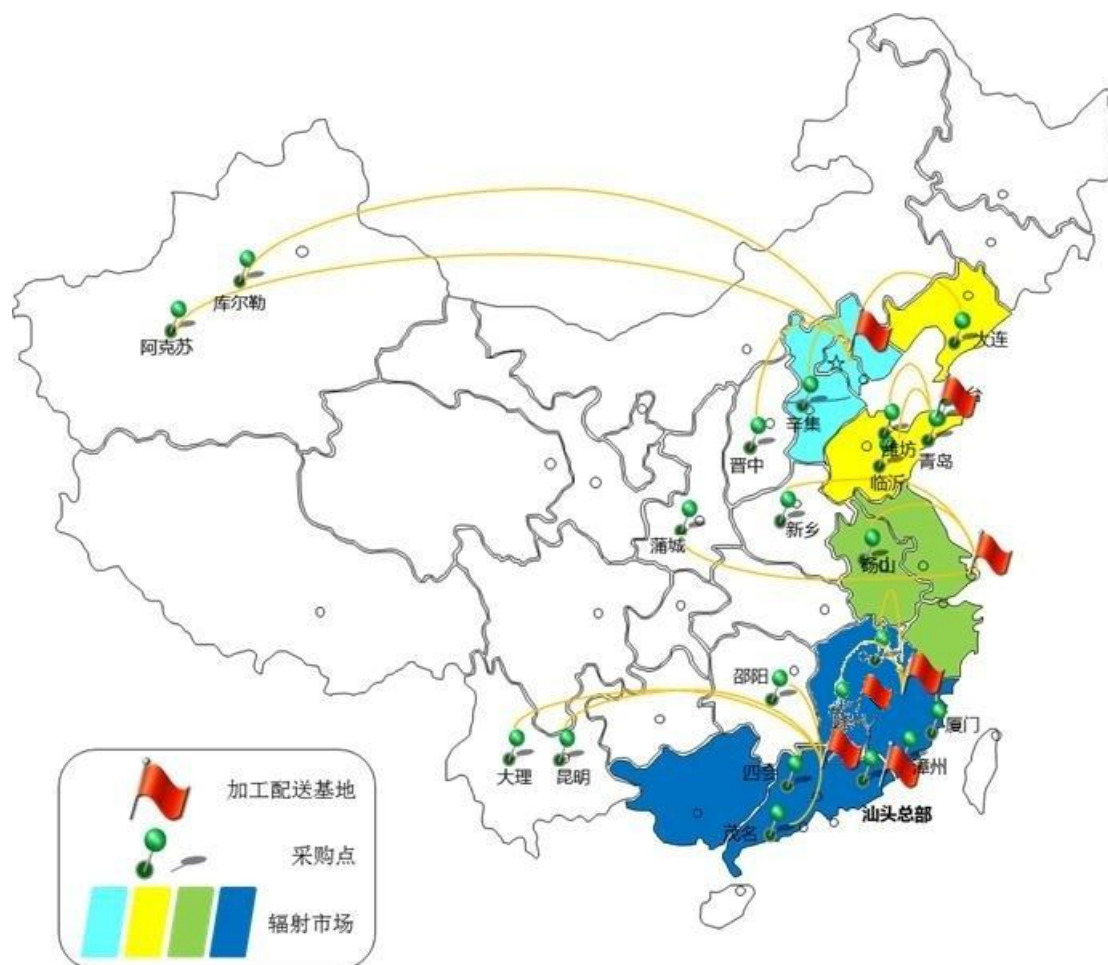 库尔勒
阿克苏
大连
台
辛集
晋中
潍坊
青岛
临沂
新乡
蒲城
砀山
邵阳
厦门
大理
昆明
四会
漳州
茂名
汕头总部
加工配送基地
采购点
辐射市场